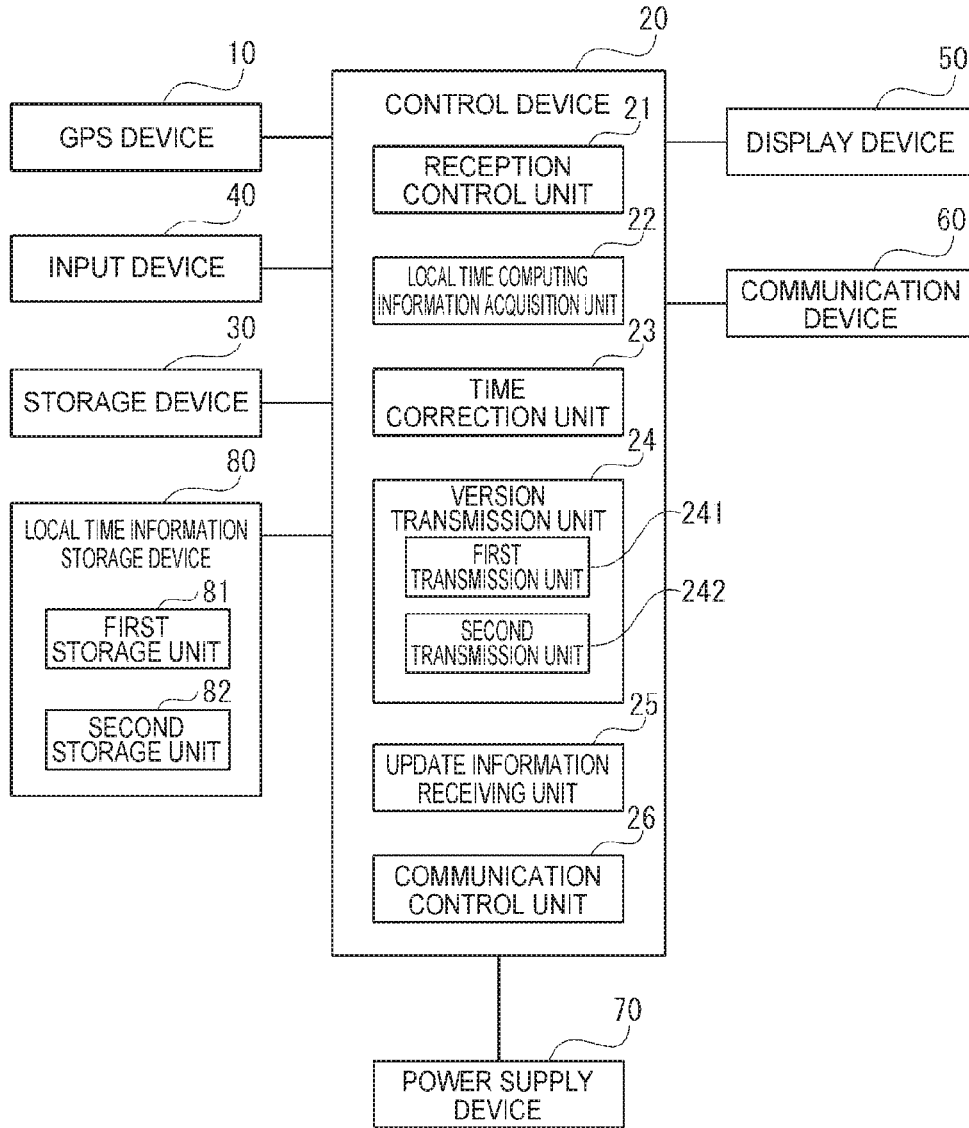 20
10
50
GPS DEVICE
CONTROL DEVICE
21
DISPLAY DEVICE
RECEPTION
CONTROL UNIT
40
INPUT DEVICE
22
LOCAL TIME COMPUTING
INFORMATION ACQUISITION UNIT
60
COMMUNICATION
DEVICE
30
STORAGE DEVICE
23
TIME
CORRECTION UNIT
80
LOCAL TIME INFORMATION
STORAGE DEVICE
81
FIRST
STORAGE UNIT
82
SECOND
STORAGE UNIT
24
VERSION
TRANSMISSION UNIT
241
FIRST
TRANSMISSION UNIT
242
SECOND
TRANSMISSION UNIT
25
UPDATE INFORMATION
RECEIVING UNIT
26
COMMUNICATION
CONTROL UNIT
70
POWER SUPPLY
DEVICE